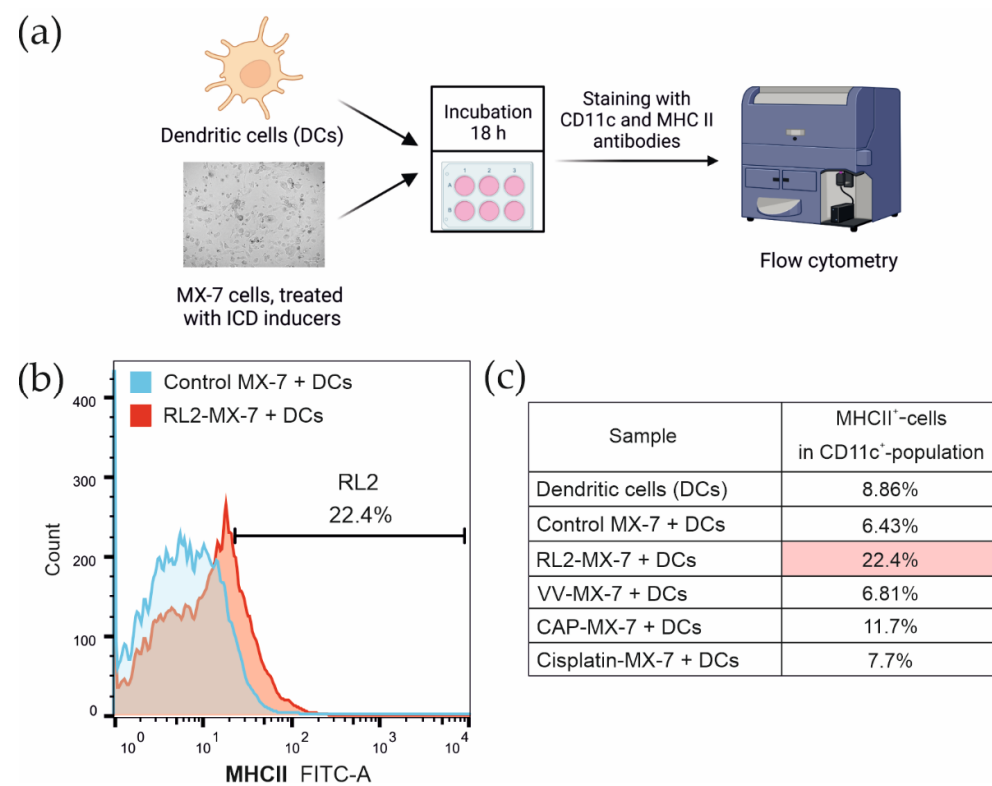 (a)
Dendritic cells (DCs)
MX-7 cells, treated
with ICD inducers
Incubation
18 h
1 2 3
A
B
Staining with
CD11c and MHC II
antibodies
Flow cytometry
(b)
Control MX-7 + DCs
RL2-MX-7 + DCs
RL2
22.4%
Count
400
300
200
100
0
10⁰ 10¹ 10² 10³ 10⁴
MHCII FITC-A
(c)
Sample
MHCII⁺-cells
in CD11c⁺-population
Dendritic cells (DCs) 8.86%
Control MX-7 + DCs 6.43%
RL2-MX-7 + DCs 22.4%
VV-MX-7 + DCs 6.81%
CAP-MX-7 + DCs 11.7%
Cisplatin-MX-7 + DCs 7.7%